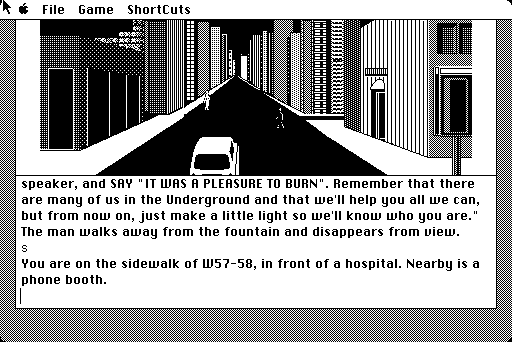 File Game ShortCuts
speaker, and SAY "IT WAS A PLEASURE TO BURN". Remember that there
are many of us in the Underground and that we'll help you all we can,
but from now on, just make a little light so we'll know who you are."
The man walks away from the fountain and disappears from view.
s
You are on the sidewalk of W57-58, in front of a hospital. Nearby is a
phone booth.